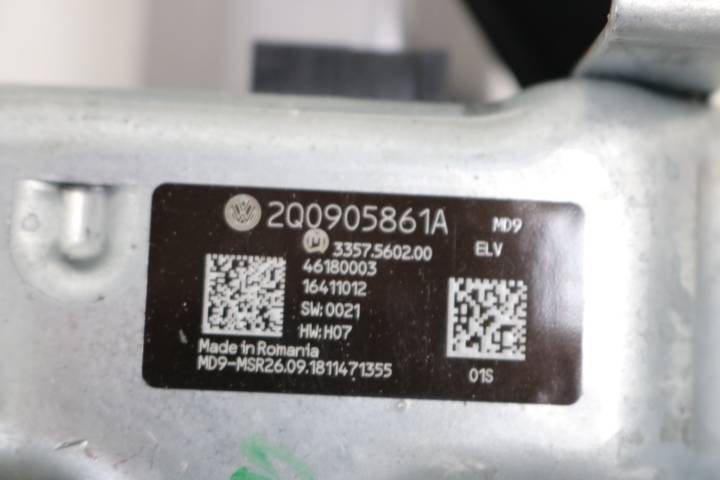 2Q0905861A MD9
3357.5602.00 ELV
46180003
16411012
SW:0021
HW:H07
Made in Romania
MD9-MSR26.09.1811471355
01S